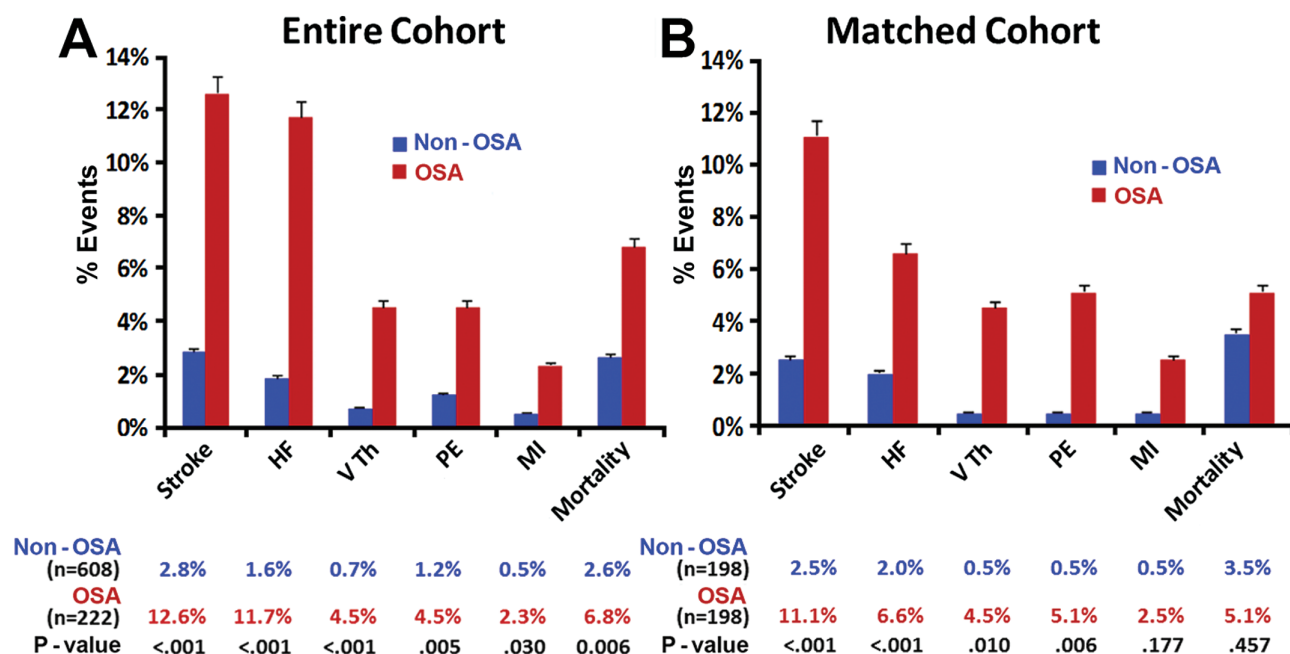 A Entire Cohort
14%
12%
10%
8%
6%
4%
2%
0%
% Events
Non - OSA
OSA
Stroke HF V Th PE MI Mortality
Non - OSA
(n=608) 2.8% 1.6% 0.7% 1.2% 0.5% 2.6%
OSA
(n=222) 12.6% 11.7% 4.5% 4.5% 2.3% 6.8%
P - value <.001 <.001 <.001 .005 .030 0.006
B Matched Cohort
14%
12%
10%
8%
6%
4%
2%
0%
% Events
Non - OSA
OSA
Stroke HF V Th PE MI Mortality
Non - OSA
(n=198) 2.5% 2.0% 0.5% 0.5% 0.5% 3.5%
OSA
(n=198) 11.1% 6.6% 4.5% 5.1% 2.5% 5.1%
P - value <.001 <.001 .010 .006 .177 .457